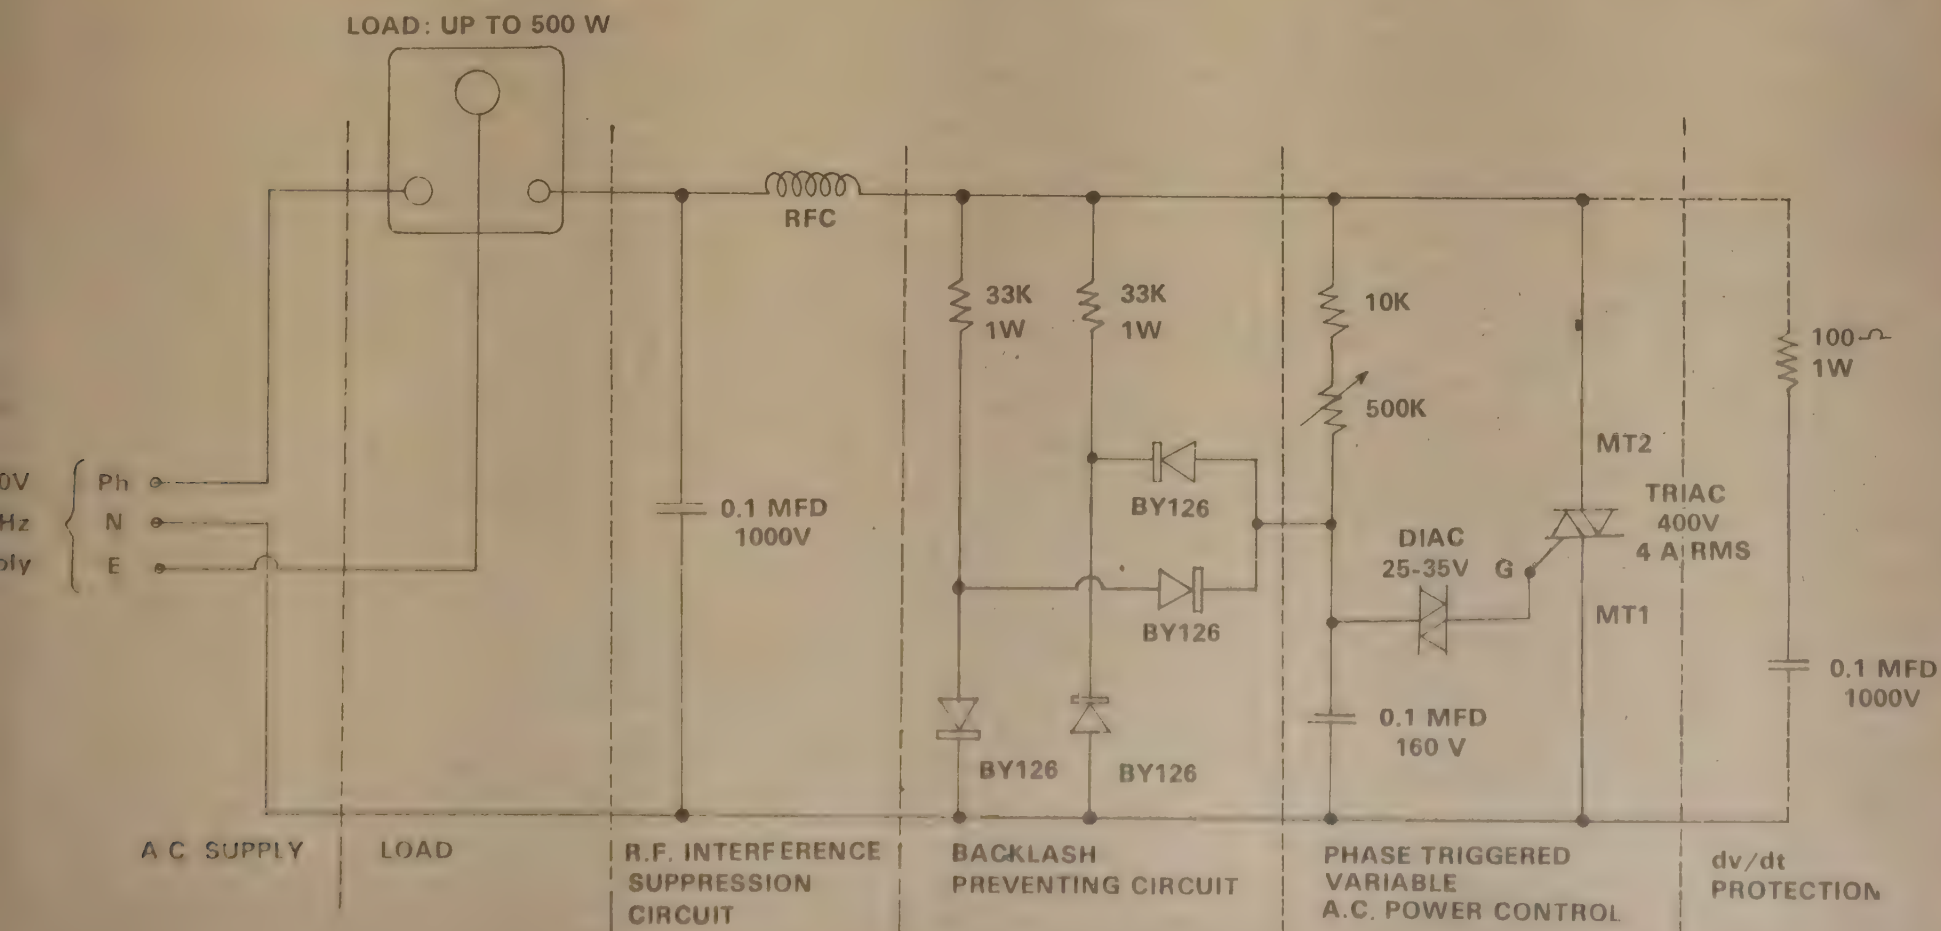 LOAD: UP TO 500 W
RFC
33K
1W
33K
1W
10K
500K
100 Ω
1W
MT2
TRIAC
400V
4 A RMS
BY126
DIAC
25-35V
G
MT1
0V
Hz
Ph
N
E
0.1 MFD
1000V
BY126
0.1 MFD
1000V
0.1 MFD
160 V
BY126
BY126
A C SUPPLY
LOAD
R.F. INTERFERENCE
SUPPRESSION
CIRCUIT
BACKLASH
PREVENTING CIRCUIT
PHASE TRIGGERED
VARIABLE
A.C. POWER CONTROL
dv/dt
PROTECTION